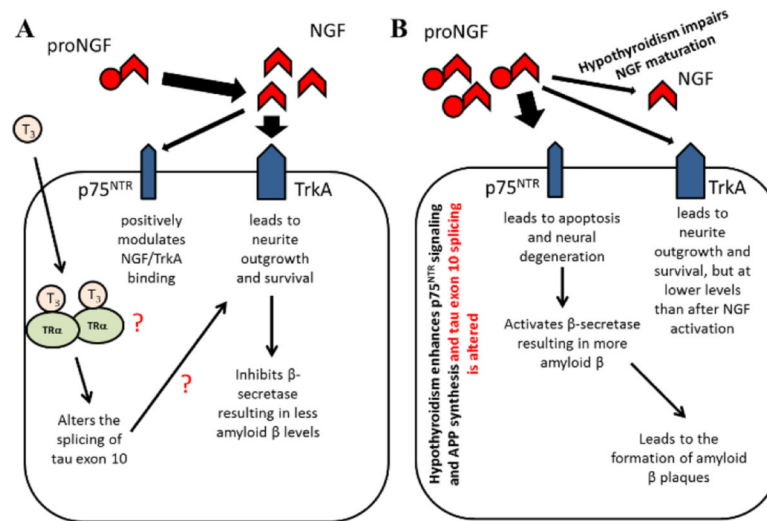 A
proNGF
NGF
T3
p75NTR
TrkA
positively
modulates
NGF/TrkA
binding
leads to
neurite
outgrowth
and survival
T3
T3
TRα
TRα
?
?
Alters the
splicing of
tau exon 10
Inhibits β-
secretase
resulting in less
amyloid β levels
B
proNGF
Hypothyroidism impairs
NGF maturation
NGF
p75NTR
TrkA
leads to apoptosis
and neural
degeneration
leads to
neurite
outgrowth and
survival, but at
lower levels
than after NGF
activation
Activates β-secretase
resulting in more
amyloid β
Leads to the
formation of amyloid
β plaques
Hypothyroidism enhances p75NTR signaling
and APP synthesis and tau exon 10 splicing
is altered